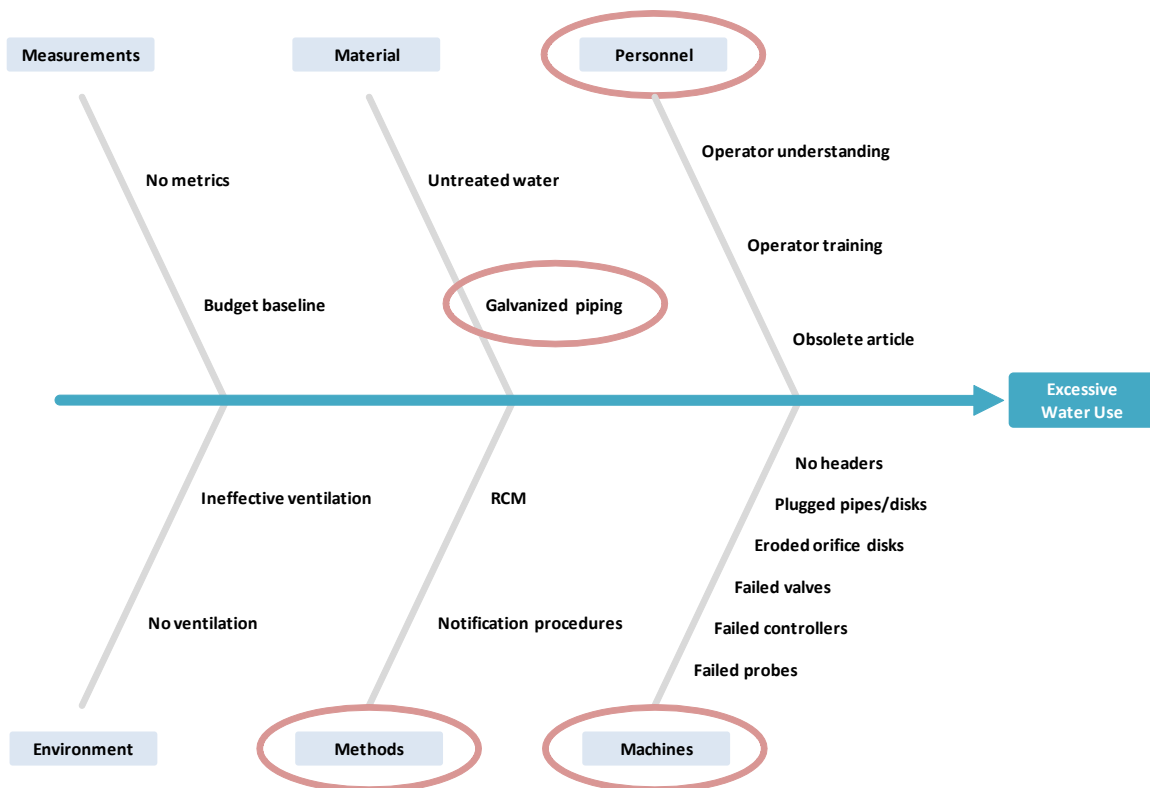 Measurements
Material
Personnel
Operator understanding
No metrics
Untreated water
Operator training
Budget baseline
Galvanized piping
Obsolete article
Excessive
Water Use
No headers
Ineffective ventilation
RCM
Plugged pipes/disks
Eroded orifice disks
Failed valves
No ventilation
Notification procedures
Failed controllers
Failed probes
Environment
Methods
Machines